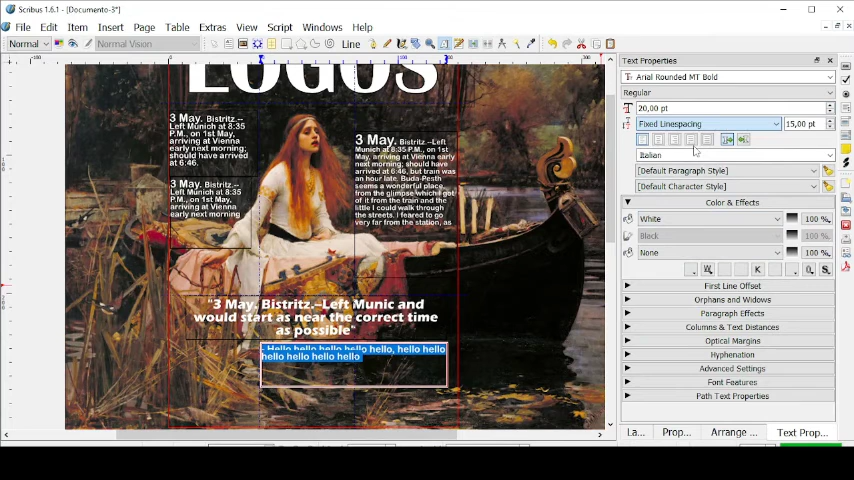 Scribus 1.6.1 - [Documento-3*]
File Edit Item Insert Page Table Extras View Script Windows Help
Normal Normal Vision Line
Text Properties
Arial Rounded MT Bold
Regular
20,00 pt
Fixed Linespacing 15,00 pt
Italian
[Default Paragraph Style]
[Default Character Style]
Color & Effects
White 100 %
Black 100 %
None 100 %
First Line Offset
Orphans and Widows
Paragraph Effects
Columns & Text Distances
Optical Margins
Hyphenation
Advanced Settings
Font Features
Path Text Properties
La... Prop... Arrange ... Text Prop...
LOGOS
3 May. Bistritz.--
Left Munich at 8:35
P.M., on 1st May,
arriving at Vienna
early next morning;
should have arrived
at 6:46.
3 May. Bistritz.--
Left Munich at 8:35
P.M., on 1st May,
arriving at Vienna
early next morning
3 May. Bistritz.--Left
Munich at 8:35 P.M., on 1st
May, arriving at Vienna early
next morning; should have
arrived at 6:46, but train was
an hour late. Buda-Pesth
seems a wonderful place,
from the glimpse which I got
of it from the train and the
little I could walk through
the streets. I feared to go
very far from the station, as
"3 May. Bistritz.--Left Munic and
would start as near the correct time
as possible"
- Hello hello hello hello hello, hello hello
hello hello hello hello